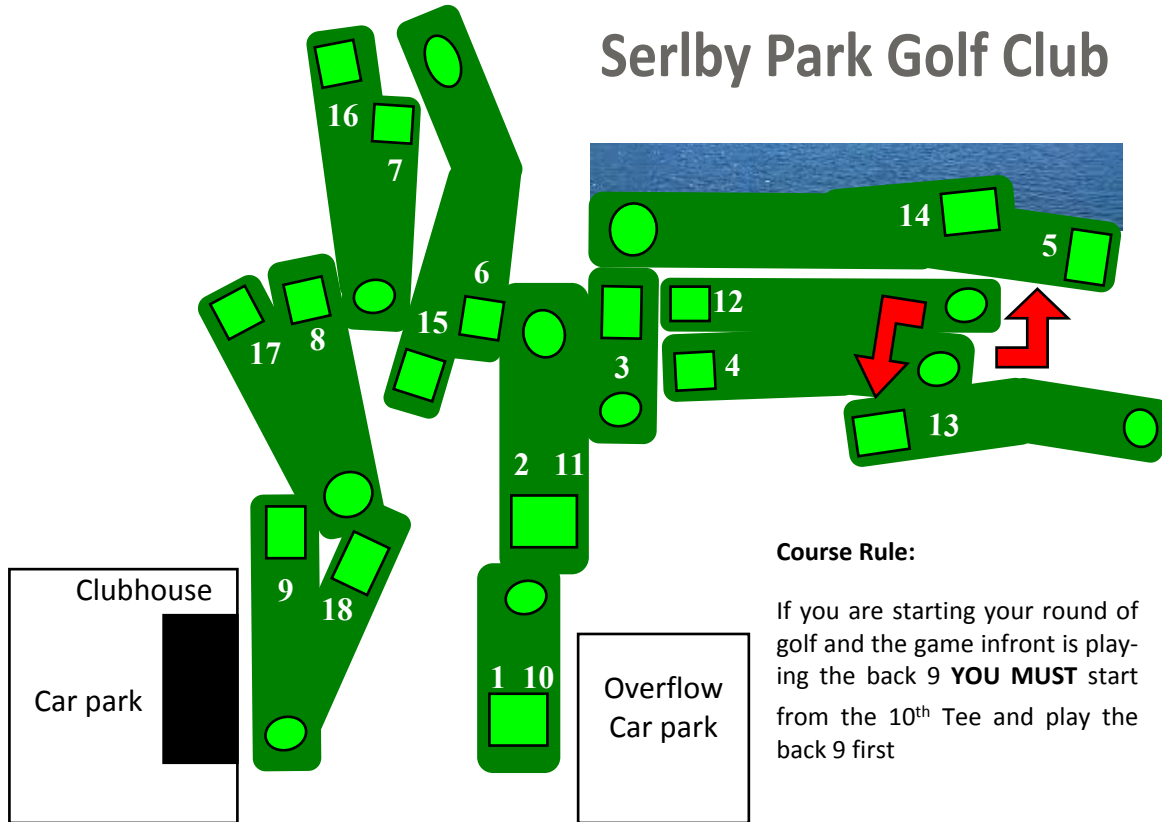 Serlby Park Golf Club
16
7
14
5
6
12
15
17
8
3
4
13
2 11
9
18
1 10
Clubhouse
Car park
Overflow
Car park
Course Rule:
If you are starting your round of
golf and the game infront is play-
ing the back 9 YOU MUST start
from the 10th Tee and play the
back 9 first